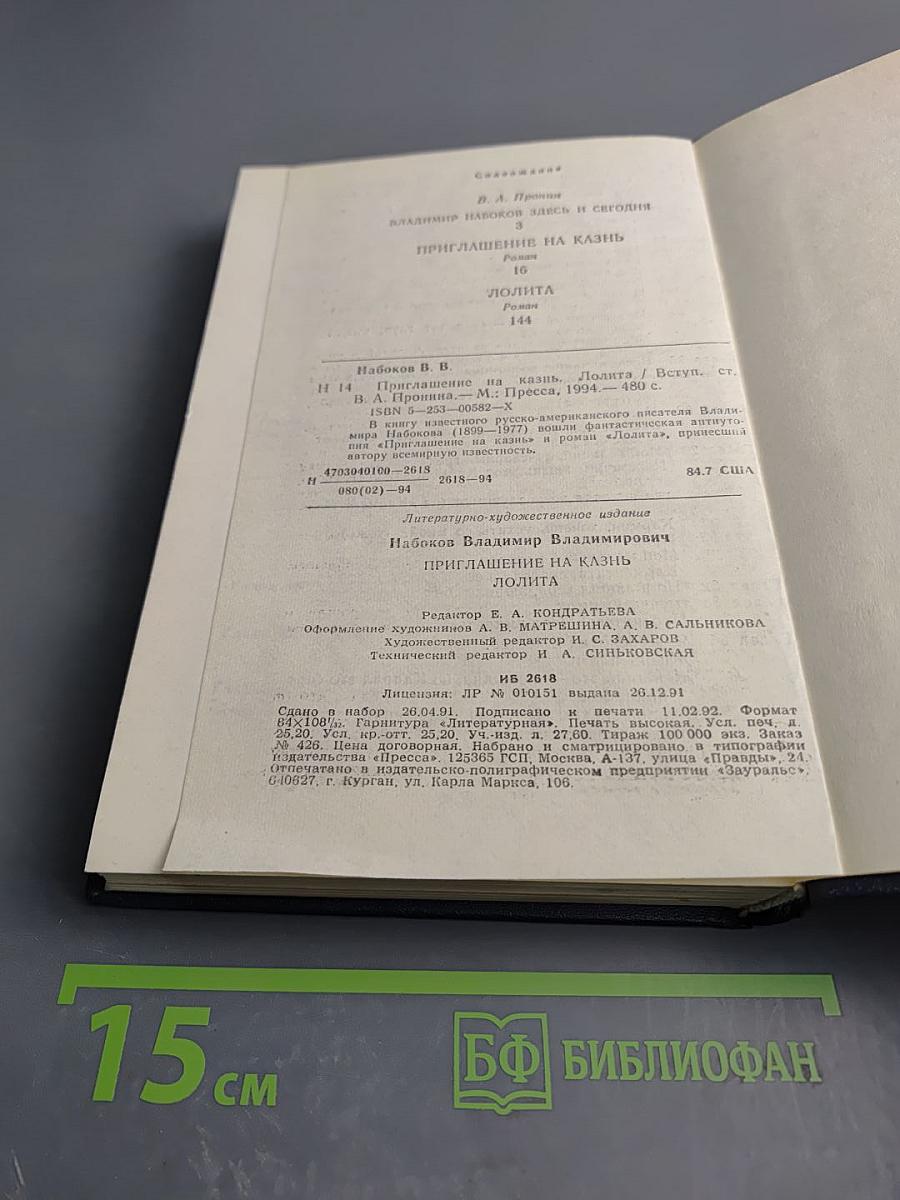 Содержание
В. А. Пронин
ВЛАДИМИР НАБОКОВ ЗДЕСЬ И СЕГОДНЯ
3
ПРИГЛАШЕНИЕ НА КАЗНЬ
Роман
16
ЛОЛИТА
Роман
144
Набоков В. В.
Н 14 Приглашение на казнь. Лолита / Вступ. ст.
В. А. Пронина.— М.: Пресса, 1994.— 480 с.
ISBN 5—253—00582—X
В книгу известного русско-американского писателя Влади-
мира Набокова (1899—1977) вошли фантастическая антиуто-
пия «Приглашение на казнь» и роман «Лолита», принесший
автору всемирную известность.
Н 4703040100—2618
080(02)—94 2618—94 84.7 США
Литературно-художественное издание
Набоков Владимир Владимирович
ПРИГЛАШЕНИЕ НА КАЗНЬ
ЛОЛИТА
Редактор Е. А. КОНДРАТЬЕВА
Оформление художников А. В. МАТРЕШИНА, А. В. САЛЬНИКОВА
Художественный редактор И. С. ЗАХАРОВ
Технический редактор И А. СИНЬКОВСКАЯ
ИБ 2618
Лицензия: ЛР № 010151 выдана 26.12.91
Сдано в набор 26.04.91. Подписано к печати 11.02.92. Формат
84×108¹/₃₂. Гарнитура «Литературная». Печать высокая. Усл. печ. л.
25,20. Усл. кр.-отт. 25,20. Уч.-изд. л. 27,60. Тираж 100 000 экз. Заказ
№ 426. Цена договорная. Набрано и сматрицировано в типографии
издательства «Пресса». 125365 ГСП, Москва, А-137, улица «Правды», 24.
Отпечатано в издательско-полиграфическом предприятии «Зауралье».
640627, г. Курган, ул. Карла Маркса, 106.
15 см
БФ БИБЛИОФАН